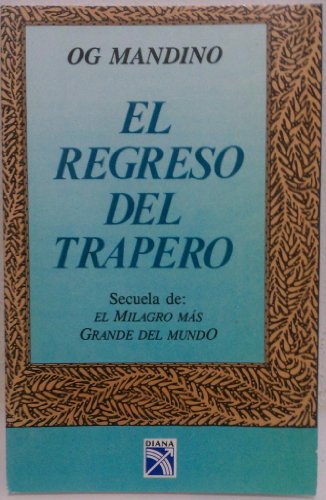 OG MANDINO
EL
REGRESO
DEL
TRAPERO
Secuela de:
EL MILAGRO MÁS
GRANDE DEL MUNDO
DIANA